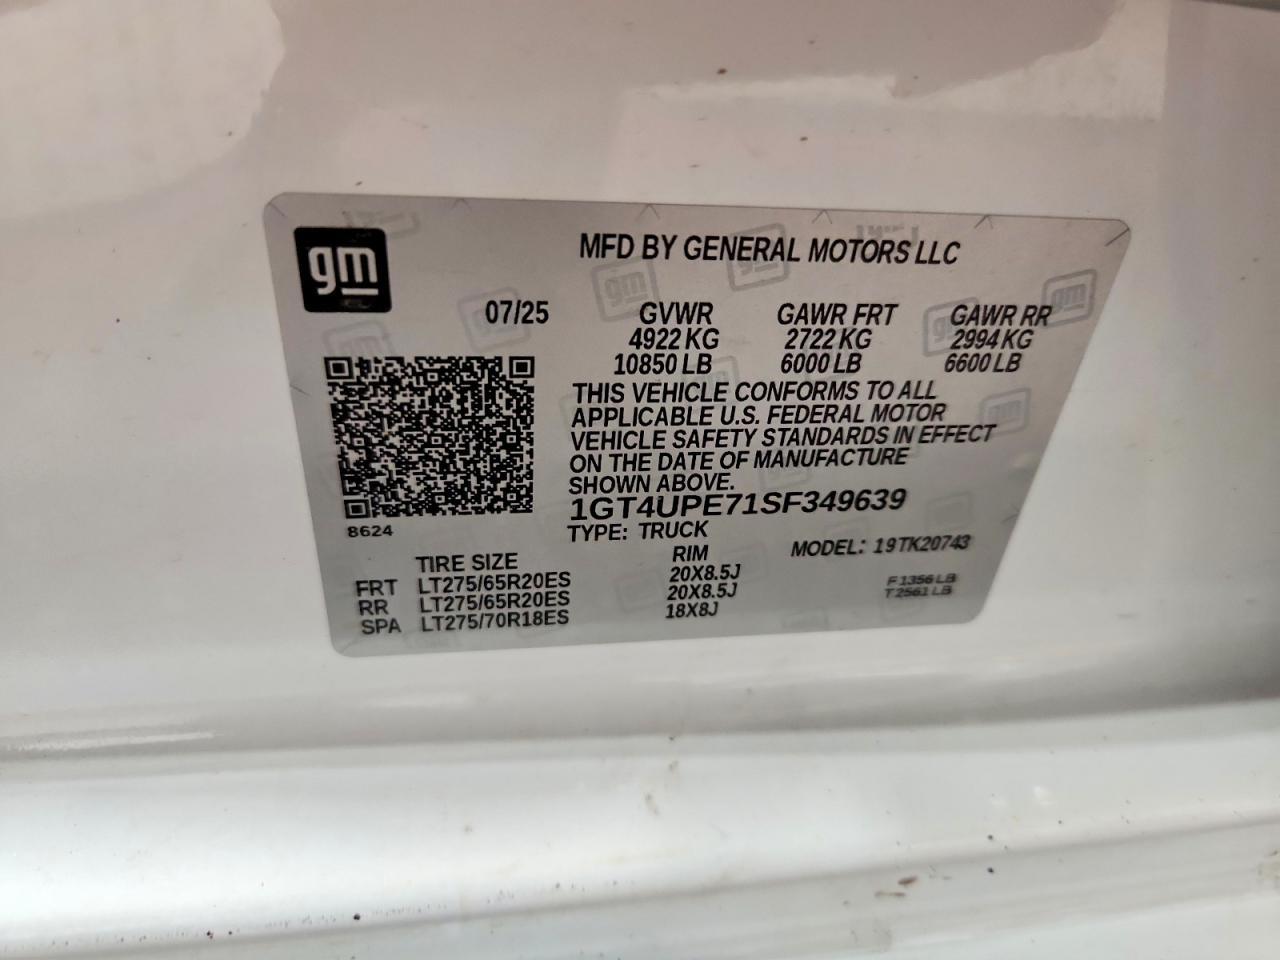 gm
MFD BY GENERAL MOTORS LLC
07/25
GVWR GAWR FRT GAWR RR
4922 KG 2722 KG 2994 KG
10850 LB 6000 LB 6600 LB
THIS VEHICLE CONFORMS TO ALL
APPLICABLE U.S. FEDERAL MOTOR
VEHICLE SAFETY STANDARDS IN EFFECT
ON THE DATE OF MANUFACTURE
SHOWN ABOVE.
1GT4UPE71SF349639
8624
TYPE: TRUCK MODEL: 19TK20743
TIRE SIZE RIM
FRT LT275/65R20ES 20X8.5J
RR LT275/65R20ES 20X8.5J
SPA LT275/70R18ES 18X8J
F 1356 LB
T 2561 LB